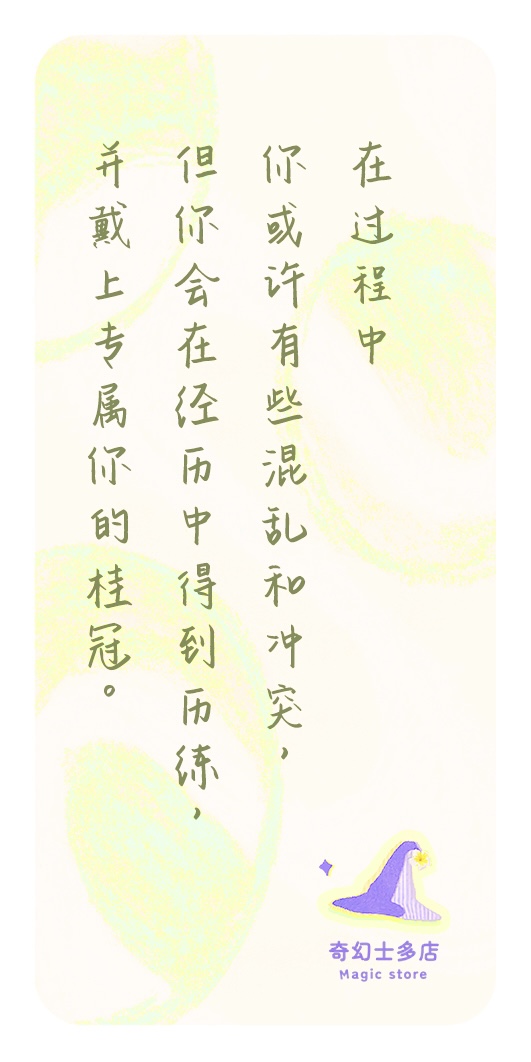 在过程中
你或许有些混乱和冲突，
但你会在经历中得到历练，
并戴上专属你的桂冠。
奇幻士多店
Magic store